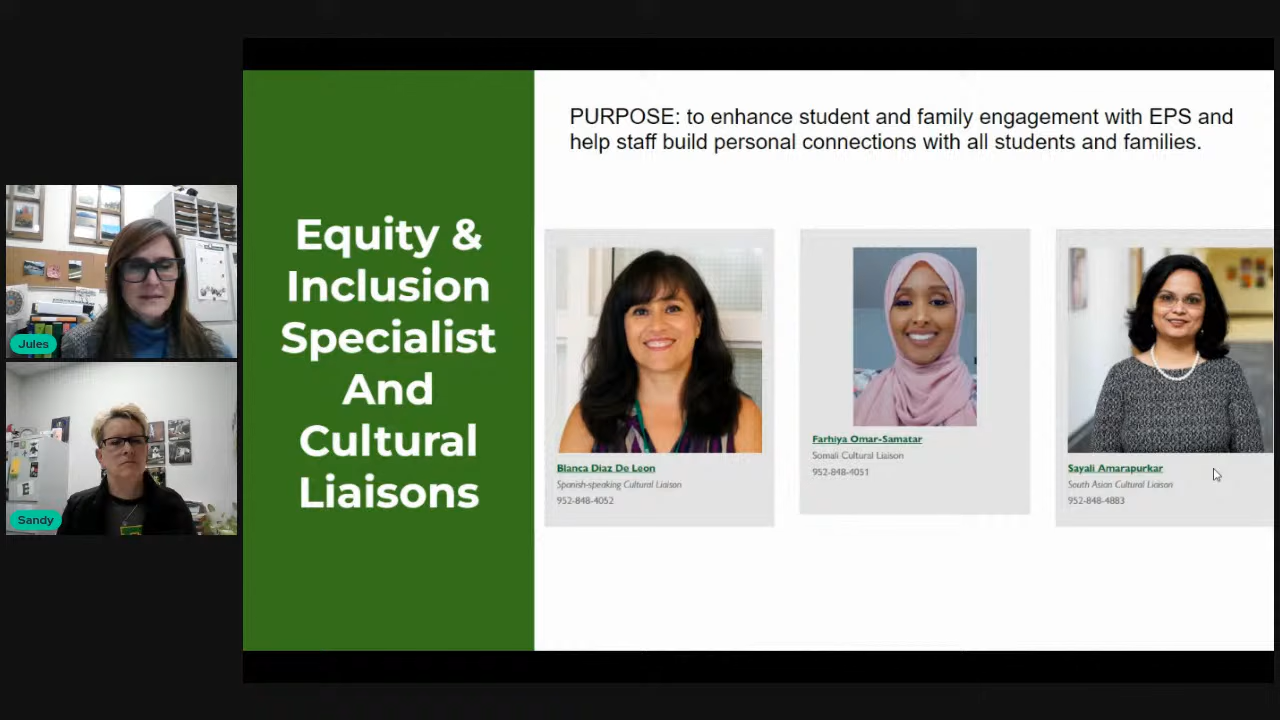 PURPOSE: to enhance student and family engagement with EPS and
help staff build personal connections with all students and families.
Equity &
Inclusion
Specialist
And
Cultural
Liaisons
Blanca Diaz De Leon
Spanish-speaking Cultural Liaison
952-848-4052
Farhiya Omar-Samatar
Somali Cultural Liaison
952-848-4051
Sayali Amarapurkar
South Asian Cultural Liaison
952-848-4883
Jules
Sandy